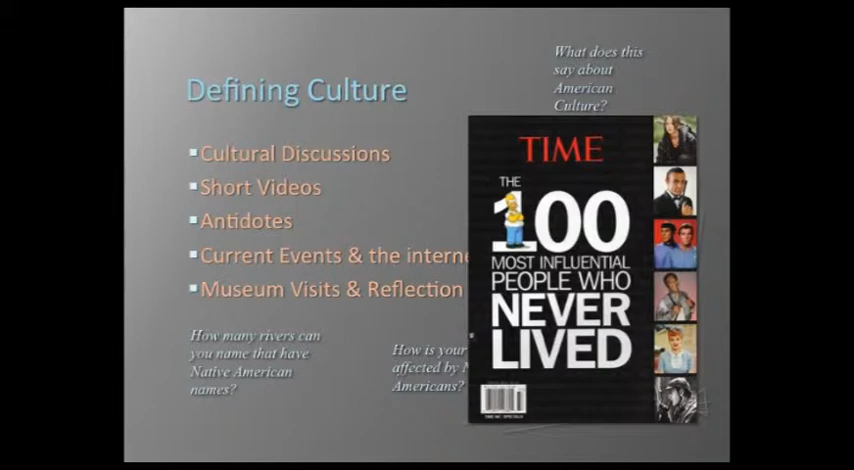 What does this
say about
American
Culture?
Defining Culture
Cultural Discussions
Short Videos
Antidotes
Current Events & the interne
Museum Visits & Reflection
How many rivers can
you name that have
Native American
names?
How is your
affected by
Americans?
TIME
THE
100
MOST INFLUENTIAL
PEOPLE WHO
NEVER
LIVED